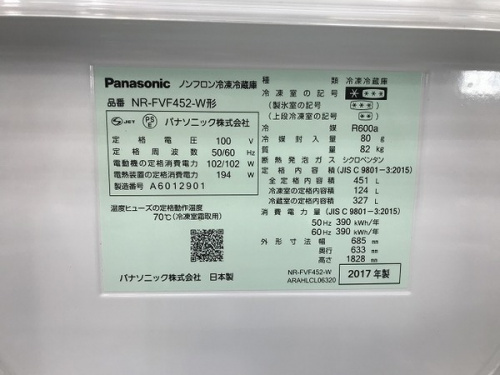 Panasonic ノンフロン冷凍冷蔵庫
品番 NR-FVF452-W形
JET PSE パナソニック株式会社
定格電圧 100 V
定格周波数 50/60 Hz
電動機の定格消費電力 102/102 W
電熱装置の定格消費電力 194 W
製造番号 A6012901
温度ヒューズの定格動作温度
70℃(冷凍室霜取用)
パナソニック株式会社 日本製
種類 冷凍冷蔵庫
冷凍室の記号
(製氷室の記号)
(上段冷凍室の記号)
冷媒 R600a
冷媒封入量 80 g
質量 82 kg
断熱発泡ガス シクロペンタン
定格内容積(JIS C 9801-3:2015)
全定格内容積 451 L
冷凍室の定格内容積 124 L
冷蔵室の定格内容積 327 L
消費電力量(JIS C 9801-3:2015)
50Hz 390 kWh/年
60Hz 390 kWh/年
外形寸法 幅 685 mm
奥行 633 mm
高さ 1828 mm
NR-FVF452-W
ARAHLCL06320
2017年製